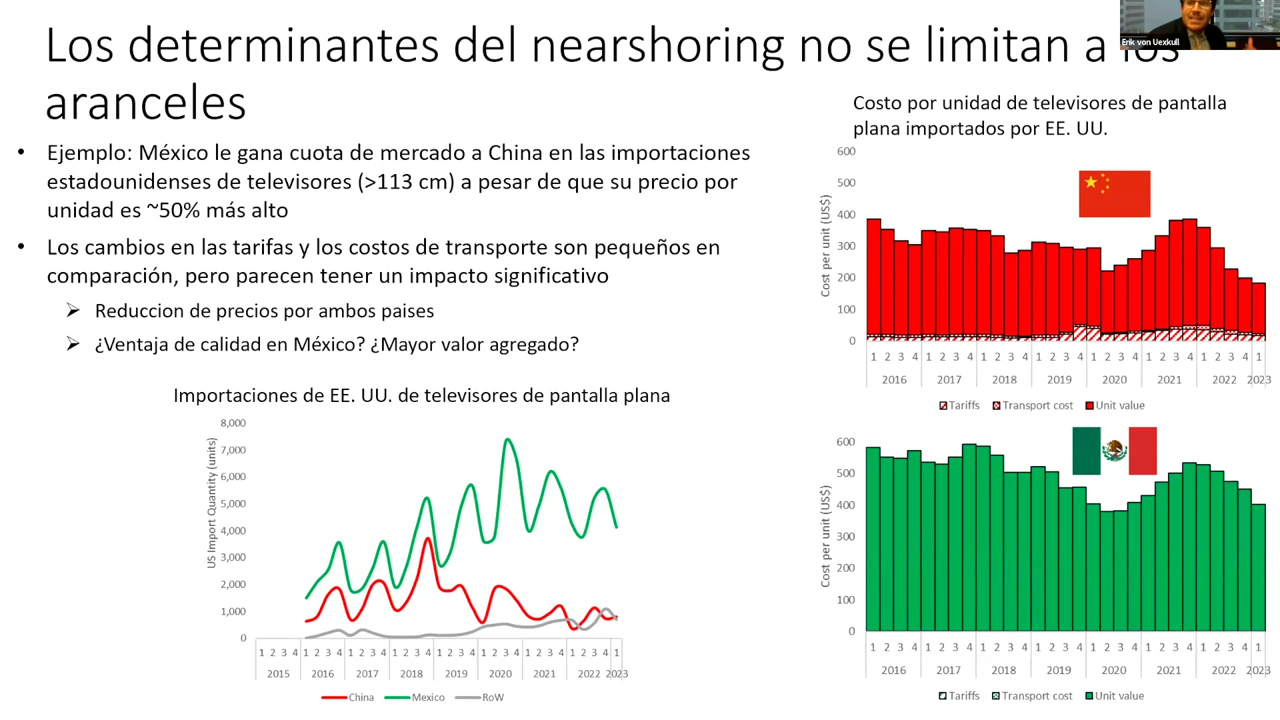 Los determinantes del nearshoring no se limitan a los
aranceles
Erik von Uexkull
• Ejemplo: México le gana cuota de mercado a China en las importaciones
estadounidenses de televisores (>113 cm) a pesar de que su precio por
unidad es ~50% más alto
• Los cambios en las tarifas y los costos de transporte son pequeños en
comparación, pero parecen tener un impacto significativo
➢ Reduccion de precios por ambos paises
➢ ¿Ventaja de calidad en México? ¿Mayor valor agregado?
Importaciones de EE. UU. de televisores de pantalla plana
US Import Quantity (units)
8,000
7,000
6,000
5,000
4,000
3,000
2,000
1,000
0
1 2 3 4 1 2 3 4 1 2 3 4 1 2 3 4 1 2 3 4 1 2 3 4 1 2 3 4 1 2 3 4 1
2015 2016 2017 2018 2019 2020 2021 2022 2023
China Mexico RoW
Costo por unidad de televisores de pantalla
plana importados por EE. UU.
Cost per unit (US$)
600
500
400
300
200
100
0
1 2 3 4 1 2 3 4 1 2 3 4 1 2 3 4 1 2 3 4 1 2 3 4 1 2 3 4 1
2016 2017 2018 2019 2020 2021 2022 2023
Tariffs Transport cost Unit value
Cost per unit (US$)
600
500
400
300
200
100
0
1 2 3 4 1 2 3 4 1 2 3 4 1 2 3 4 1 2 3 4 1 2 3 4 1 2 3 4 1
2016 2017 2018 2019 2020 2021 2022 2023
Tariffs Transport cost Unit value